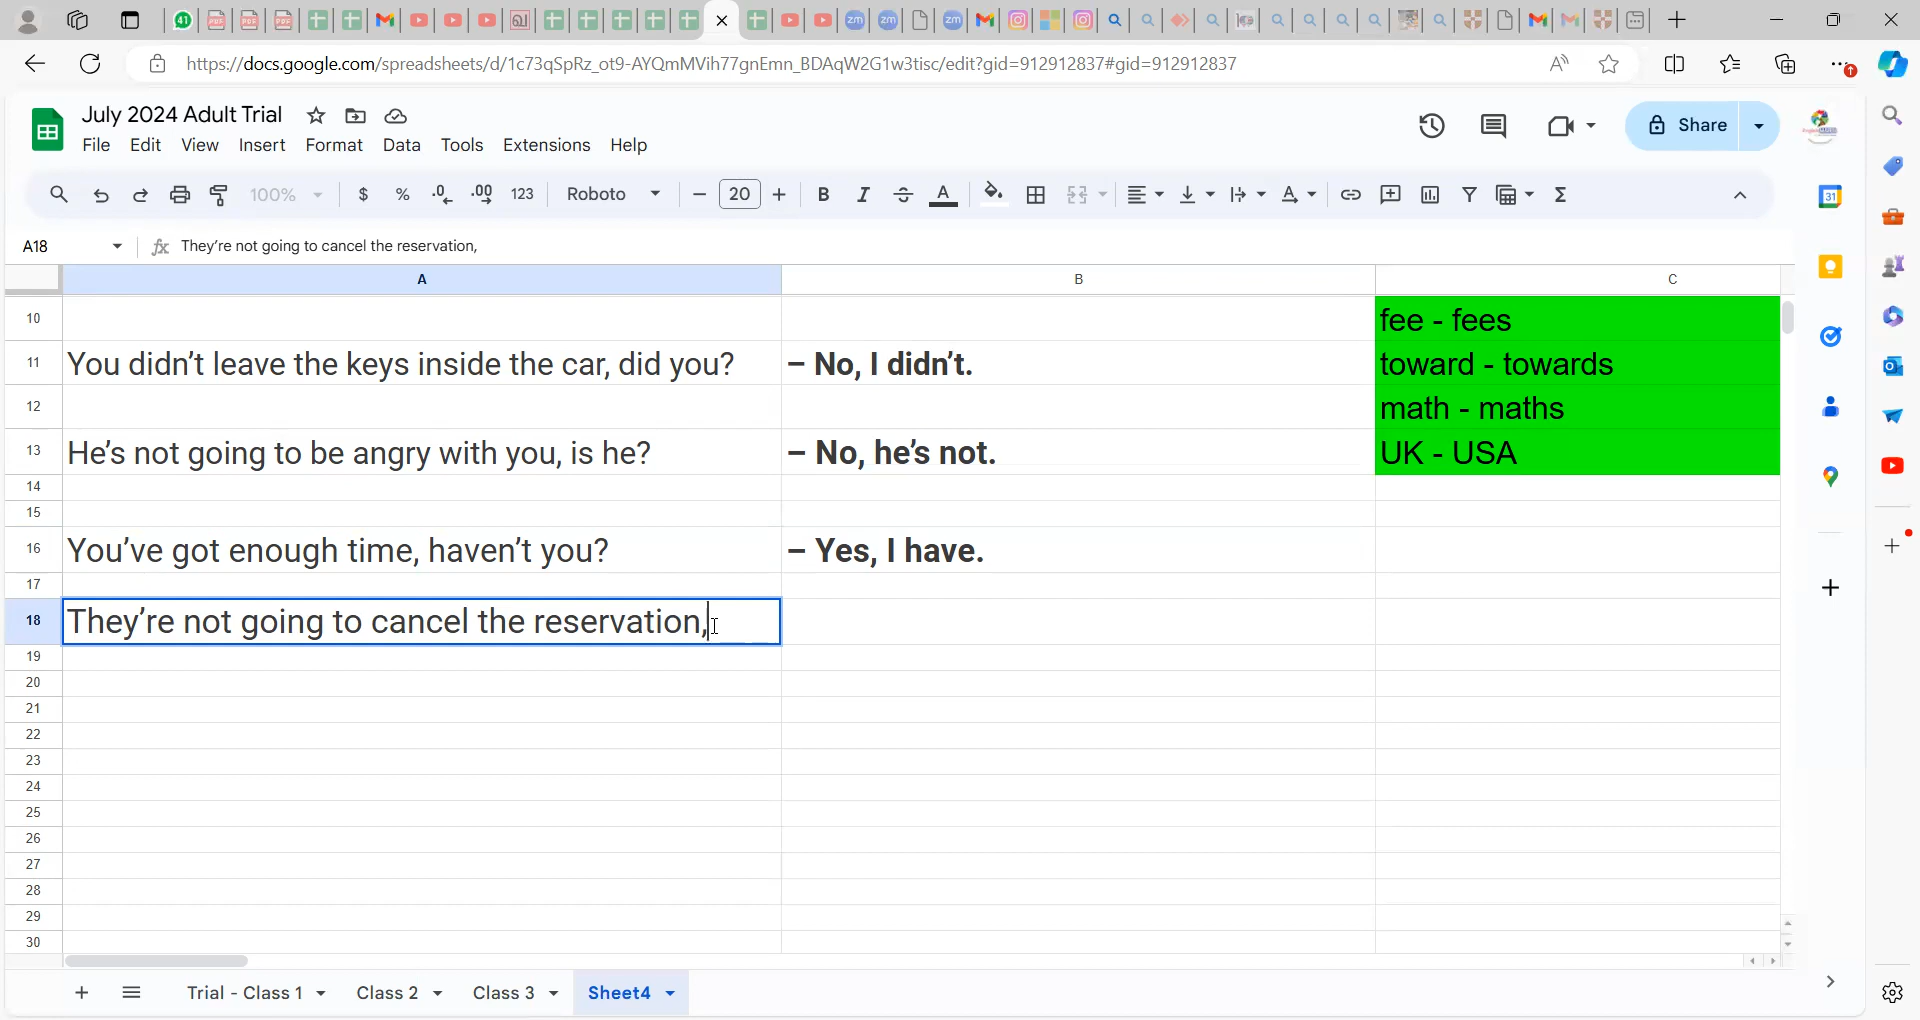 41
https://docs.google.com/spreadsheets/d/1c73qSpRz_ot9-AYQmMVih77gnEmn_BDAqW2G1w3tisc/edit?gid=912912837#gid=912912837
July 2024 Adult Trial
File Edit View Insert Format Data Tools Extensions Help
Share
100% $ % .0 .00 123 Roboto 20 B I A Σ
A18 fx They're not going to cancel the reservation,
A B C
10 fee - fees
11 You didn't leave the keys inside the car, did you? – No, I didn't. toward - towards
12 math - maths
13 He's not going to be angry with you, is he? – No, he's not. UK - USA
14
15
16 You've got enough time, haven't you? – Yes, I have.
17
18 They're not going to cancel the reservation,
19
20
21
22
23
24
25
26
27
28
29
30
Trial - Class 1 Class 2 Class 3 Sheet4